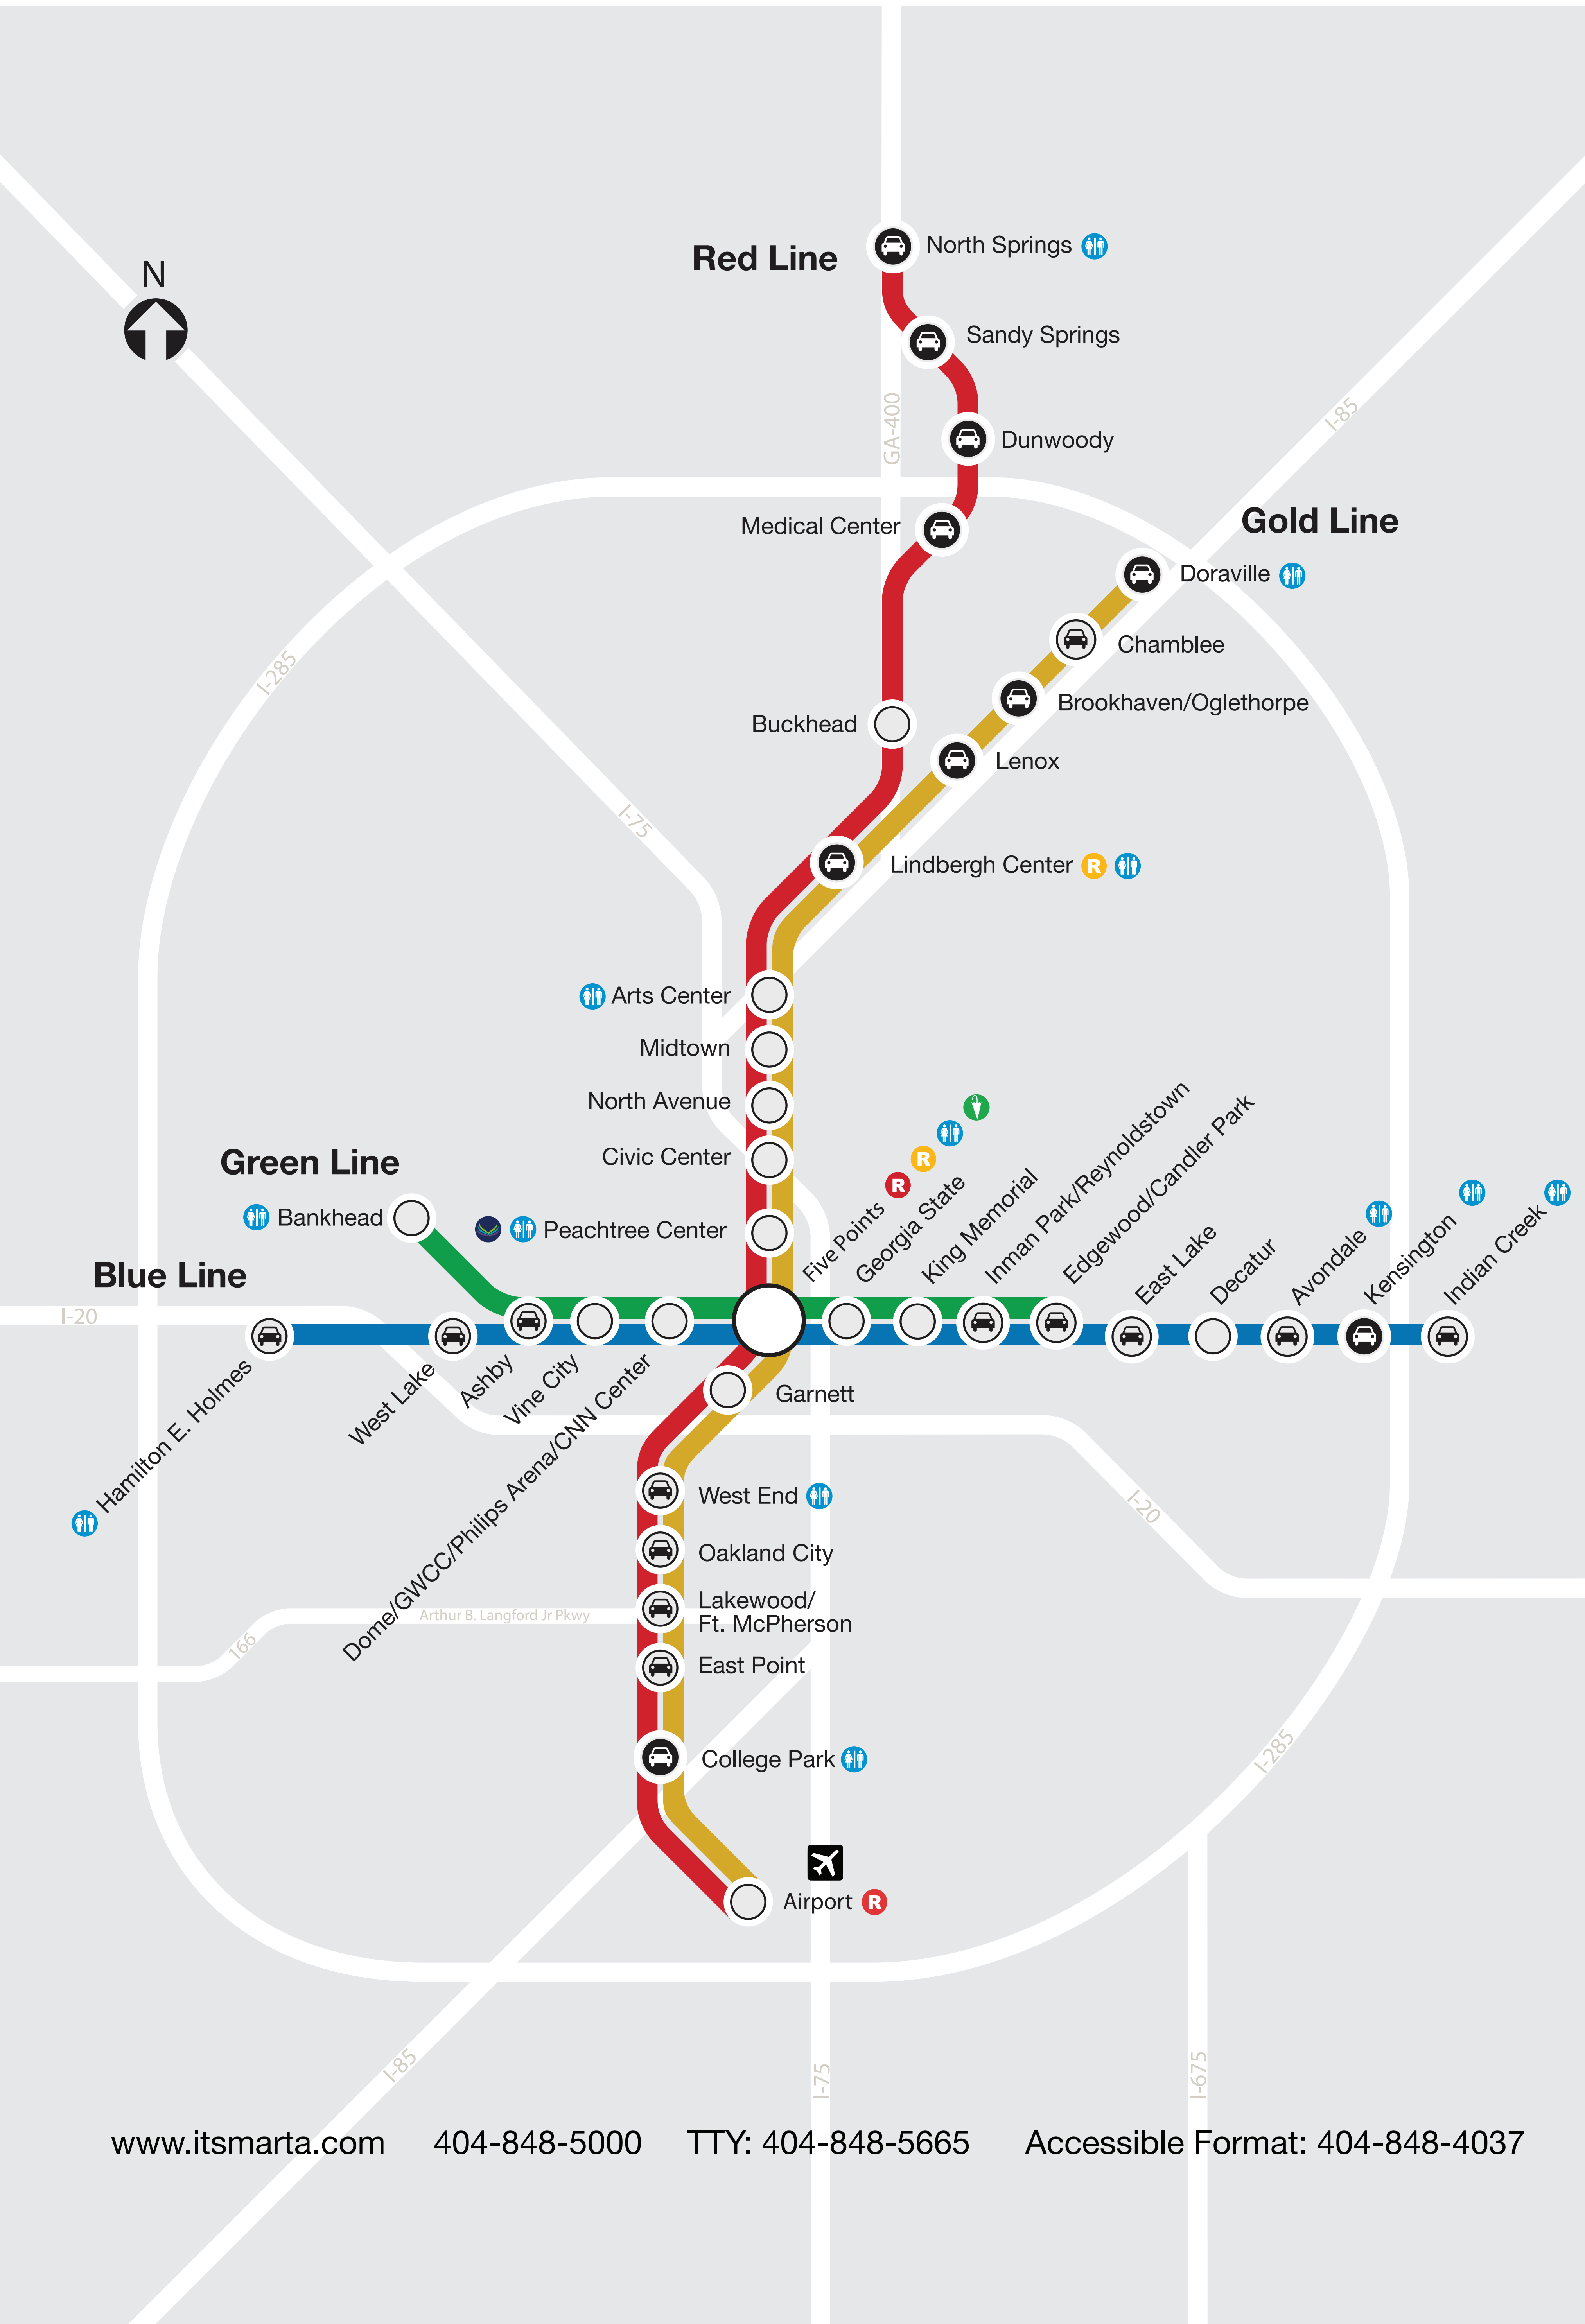 Red Line
North Springs
N
Sandy Springs
GA-400
I-85
Dunwoody
Medical Center
Gold Line
Doraville
Chamblee
I-285
Brookhaven/Oglethorpe
Buckhead
Lenox
I-75
Lindbergh Center R
Arts Center
Midtown
North Avenue
Civic Center
Green Line
Bankhead
Peachtree Center
Five Points R R
Georgia State
King Memorial
Inman Park/Reynoldstown
Edgewood/Candler Park
East Lake
Decatur
Avondale
Kensington
Indian Creek
Blue Line
I-20
Hamilton E. Holmes
West Lake
Ashby
Vine City
Dome/GWCC/Philips Arena/CNN Center
Garnett
West End
I-20
Oakland City
Lakewood/
Ft. McPherson
Arthur B. Langford Jr Pkwy
166
East Point
College Park
I-285
Airport R
I-85
I-75
I-675
www.itsmarta.com 404-848-5000 TTY: 404-848-5665 Accessible Format: 404-848-4037